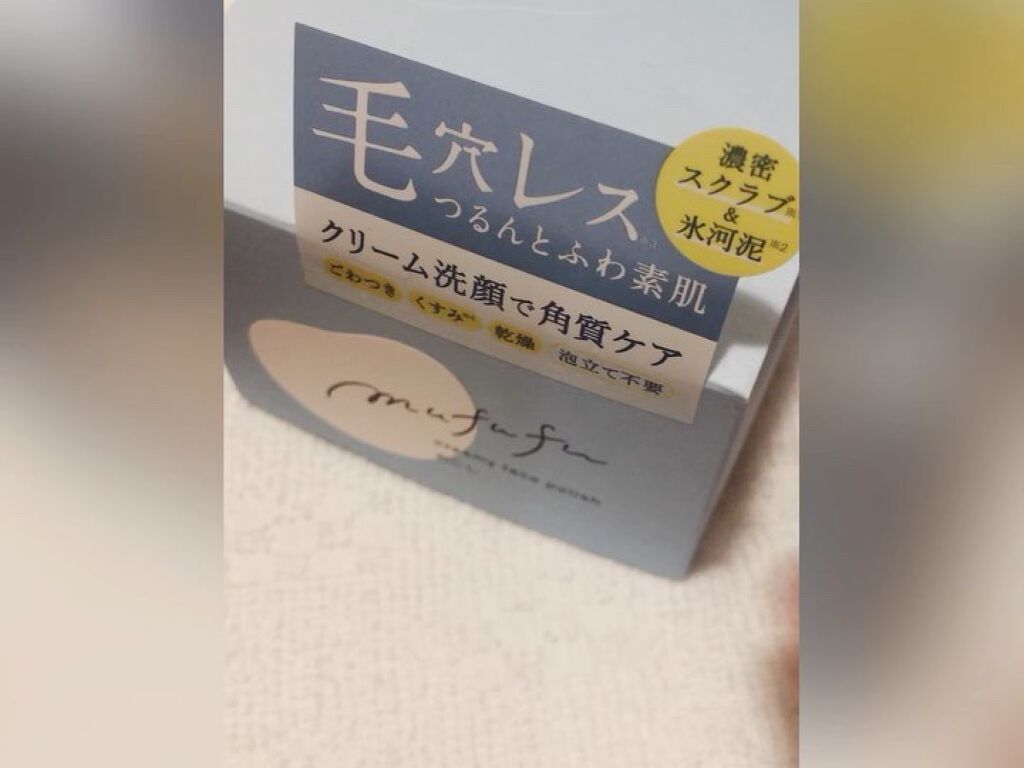 毛穴レス
つるんとふわ素肌
濃密
スクラブ
&
氷河泥※2
クリーム洗顔で角質ケア
ごわつき くすみ 乾燥 泡立て不要
mufufu
creamy face polish